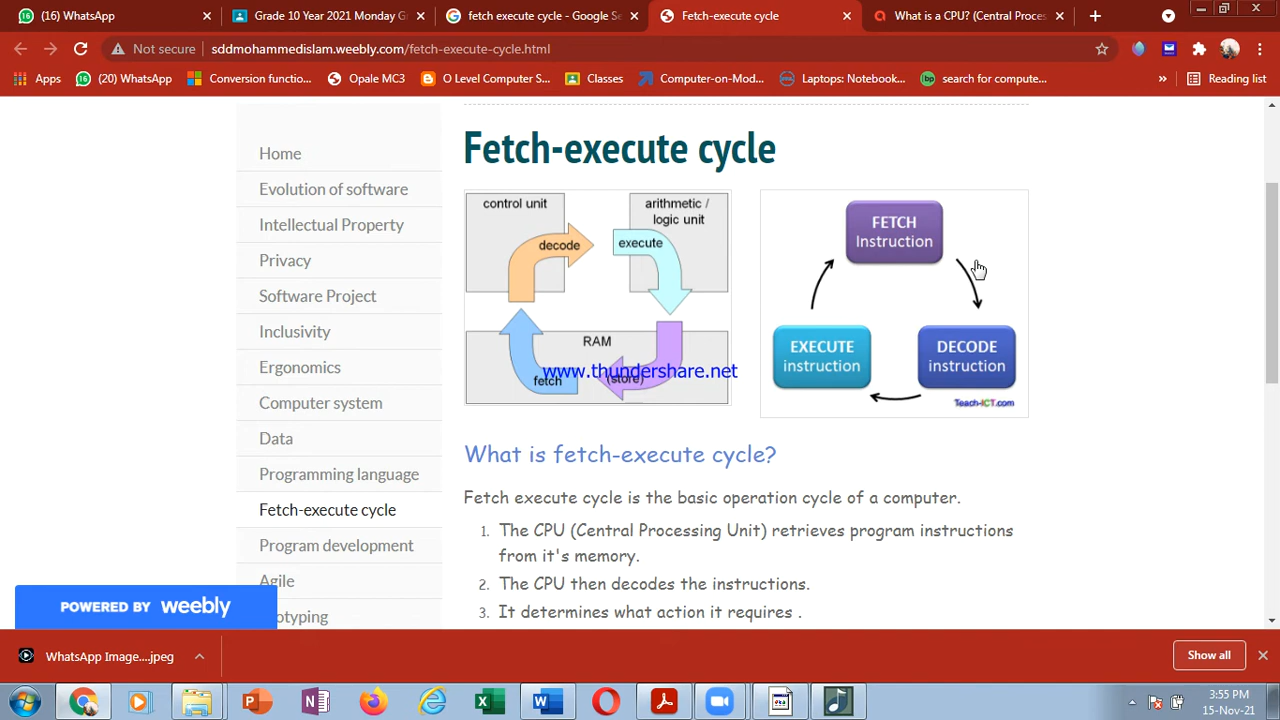 (16) WhatsApp
Grade 10 Year 2021 Monday G
fetch execute cycle - Google Se
Fetch-execute cycle
What is a CPU? (Central Proces
Not secure
sddmohammedislam.weebly.com/fetch-execute-cycle.html
Apps
(20) WhatsApp
Conversion functio...
Opale MC3
O Level Computer S...
Classes
Computer-on-Mod...
Laptops: Notebook...
search for compute...
»
Reading list
Home
Evolution of software
Intellectual Property
Privacy
Software Project
Inclusivity
Ergonomics
Computer system
Data
Programming language
Fetch-execute cycle
Program development
Agile
otyping
POWERED BY weebly
Fetch-execute cycle
control unit
arithmetic /
logic unit
decode
execute
RAM
fetch
(store)
www.thundershare.net
FETCH
Instruction
EXECUTE
instruction
DECODE
instruction
Teach-ICT.com
What is fetch-execute cycle?
Fetch execute cycle is the basic operation cycle of a computer.
1. The CPU (Central Processing Unit) retrieves program instructions
from it's memory.
2. The CPU then decodes the instructions.
3. It determines what action it requires .
WhatsApp Image....jpeg
Show all
3:55 PM
15-Nov-21